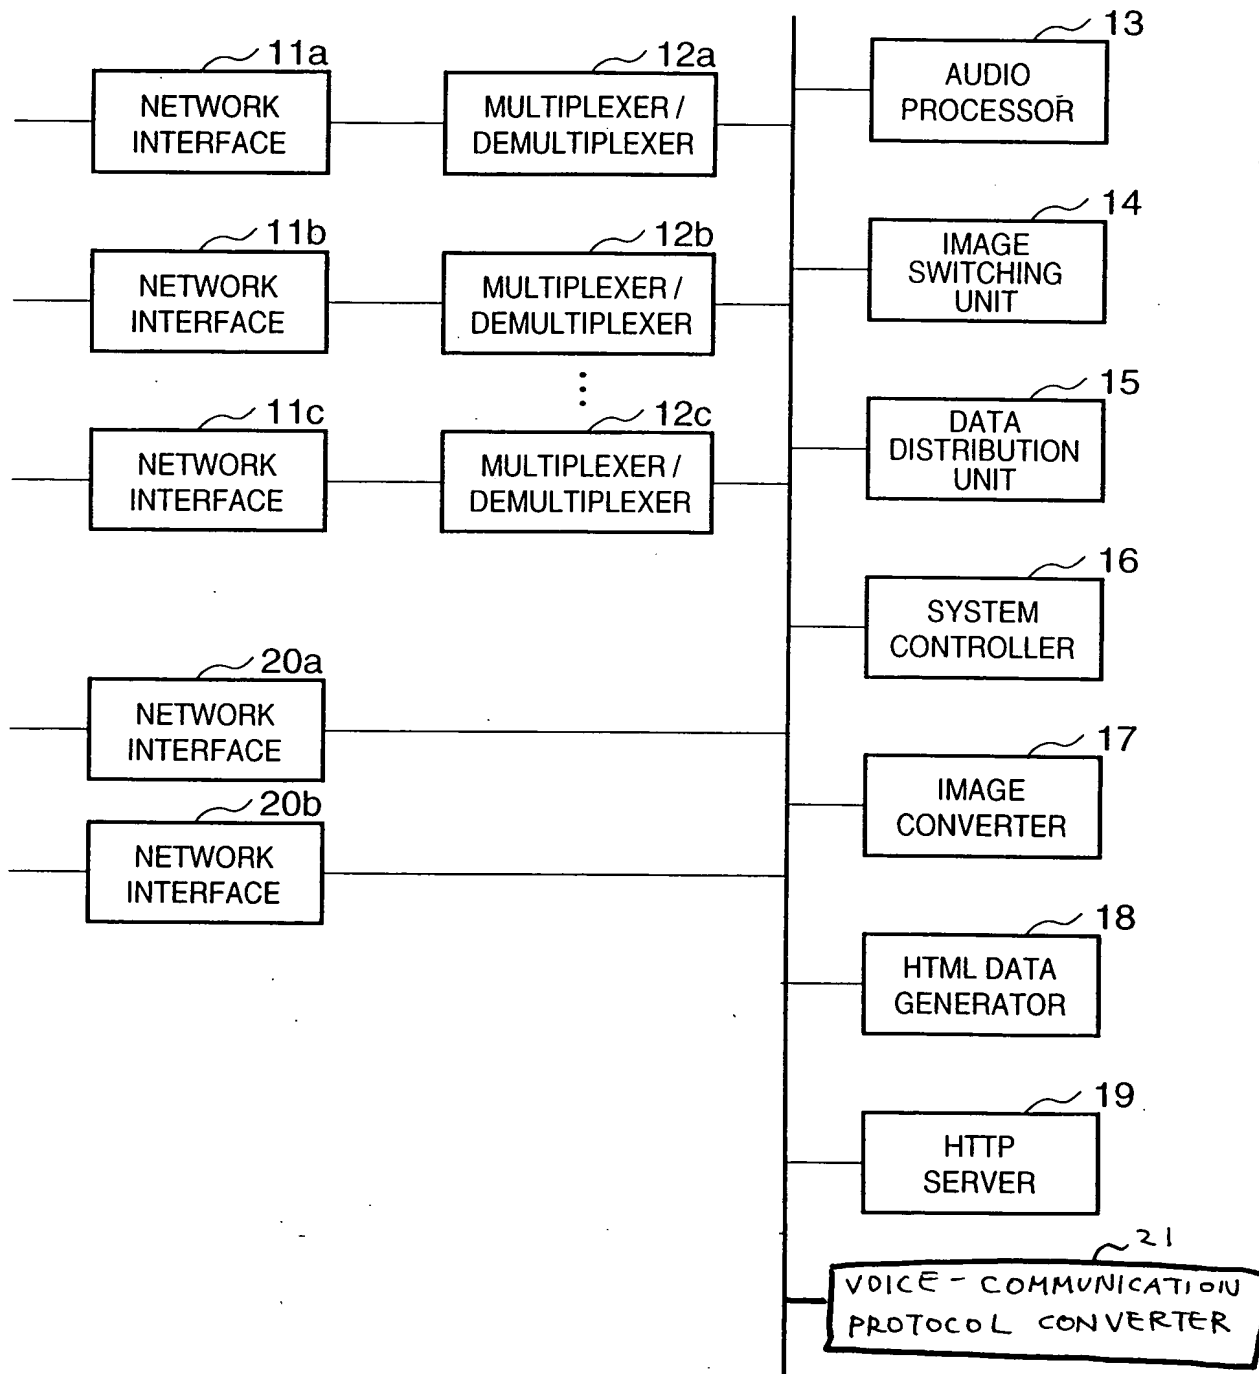 11a
NETWORK
INTERFACE
12a
MULTIPLEXER /
DEMULTIPLEXER
13
AUDIO
PROCESSOR
11b
NETWORK
INTERFACE
12b
MULTIPLEXER /
DEMULTIPLEXER
14
IMAGE
SWITCHING
UNIT
11c
NETWORK
INTERFACE
12c
MULTIPLEXER /
DEMULTIPLEXER
15
DATA
DISTRIBUTION
UNIT
16
SYSTEM
CONTROLLER
20a
NETWORK
INTERFACE
17
IMAGE
CONVERTER
20b
NETWORK
INTERFACE
18
HTML DATA
GENERATOR
19
HTTP
SERVER
21
VOICE - COMMUNICATION
PROTOCOL CONVERTER